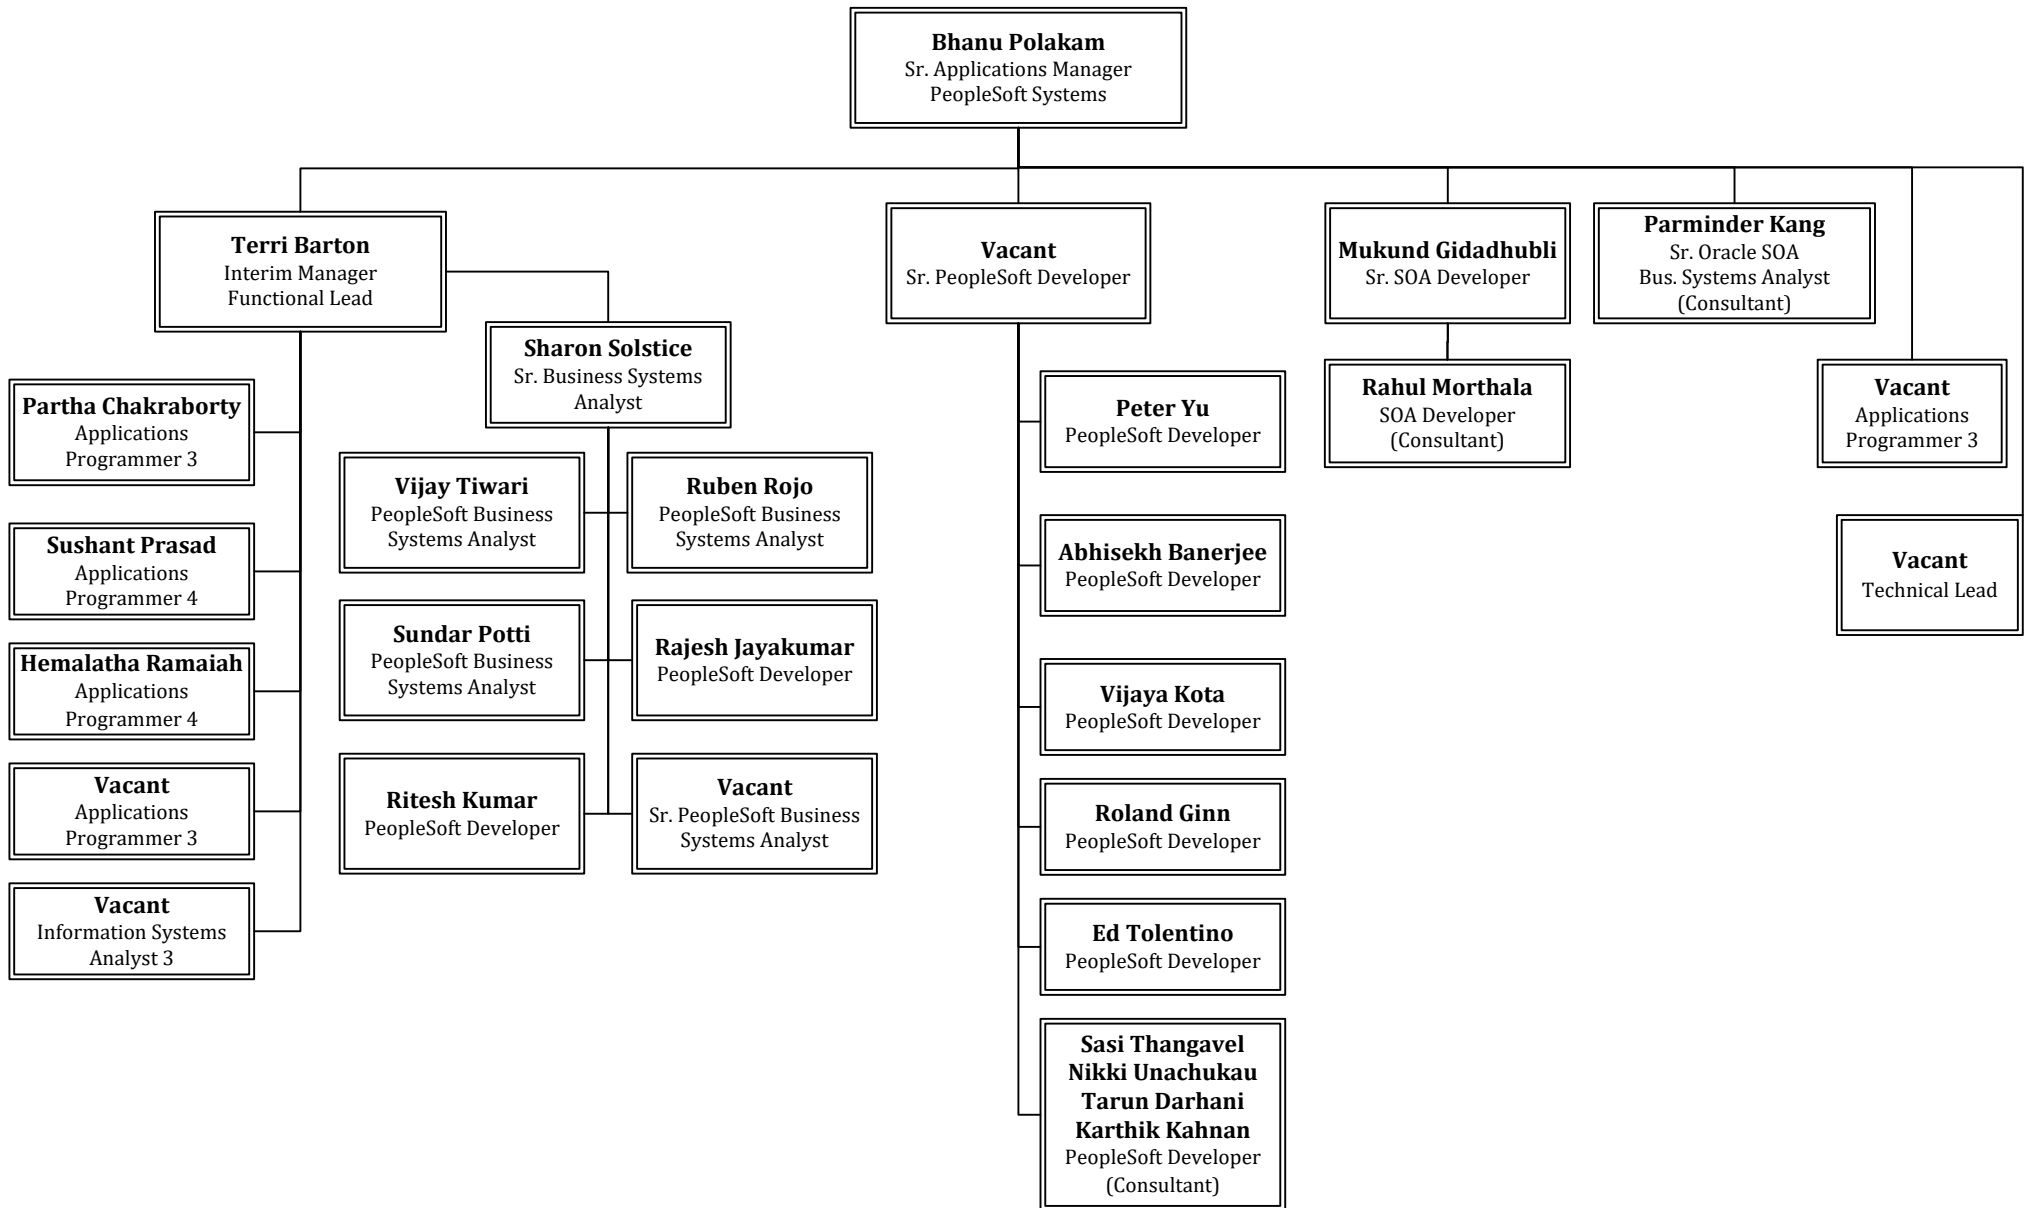 Bhanu Polakam
Sr. Applications Manager
PeopleSoft Systems
Terri Barton
Interim Manager
Functional Lead
Vacant
Sr. PeopleSoft Developer
Mukund Gidadhubli
Sr. SOA Developer
Parminder Kang
Sr. Oracle SOA
Bus. Systems Analyst
(Consultant)
Sharon Solstice
Sr. Business Systems
Analyst
Partha Chakraborty
Applications
Programmer 3
Sushant Prasad
Applications
Programmer 4
Hemalatha Ramaiah
Applications
Programmer 4
Vacant
Applications
Programmer 3
Vacant
Information Systems
Analyst 3
Vijay Tiwari
PeopleSoft Business
Systems Analyst
Ruben Rojo
PeopleSoft Business
Systems Analyst
Sundar Potti
PeopleSoft Business
Systems Analyst
Rajesh Jayakumar
PeopleSoft Developer
Ritesh Kumar
PeopleSoft Developer
Vacant
Sr. PeopleSoft Business
Systems Analyst
Peter Yu
PeopleSoft Developer
Abhisekh Banerjee
PeopleSoft Developer
Vijaya Kota
PeopleSoft Developer
Roland Ginn
PeopleSoft Developer
Ed Tolentino
PeopleSoft Developer
Sasi Thangavel
Nikki Unachukau
Tarun Darhani
Karthik Kahnan
PeopleSoft Developer
(Consultant)
Rahul Morthala
SOA Developer
(Consultant)
Vacant
Applications
Programmer 3
Vacant
Technical Lead